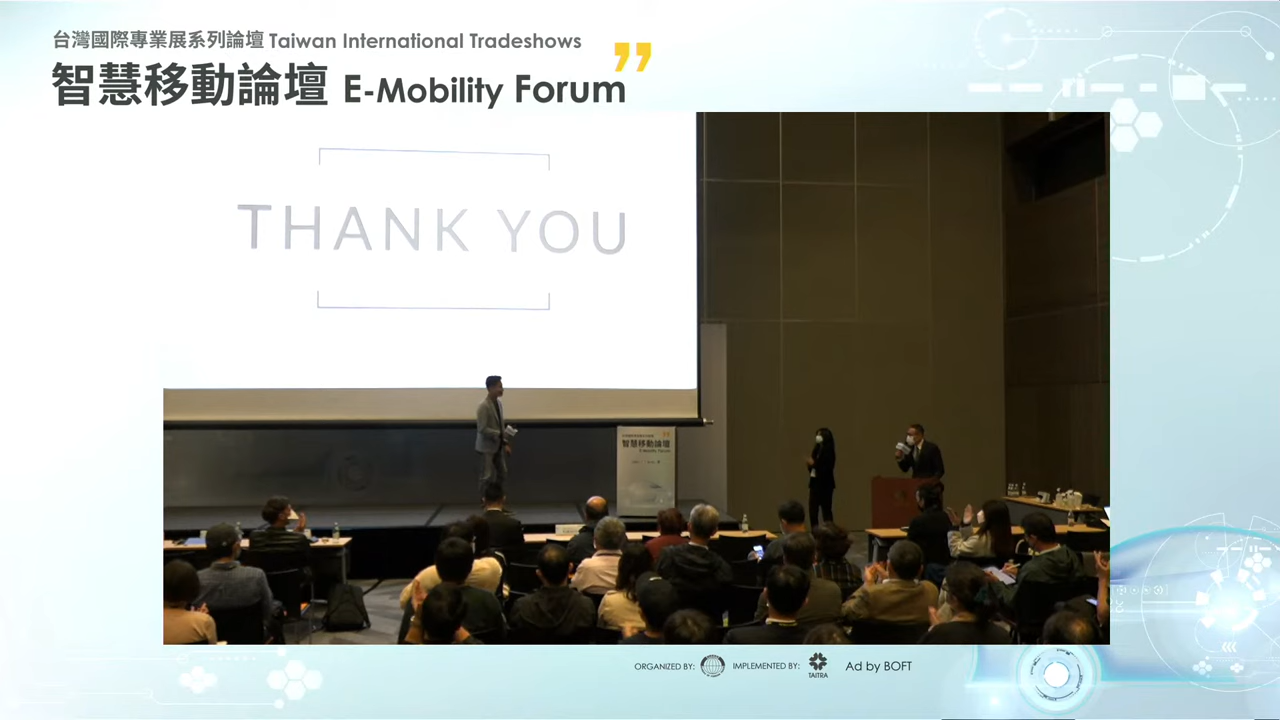 台灣國際專業展系列論壇 Taiwan International Tradeshows
智慧移動論壇 E-Mobility Forum
THANK YOU
智慧移動論壇
E-Mobility Forum
ORGANIZED BY: IMPLEMENTED BY: TAITRA Ad by BOFT